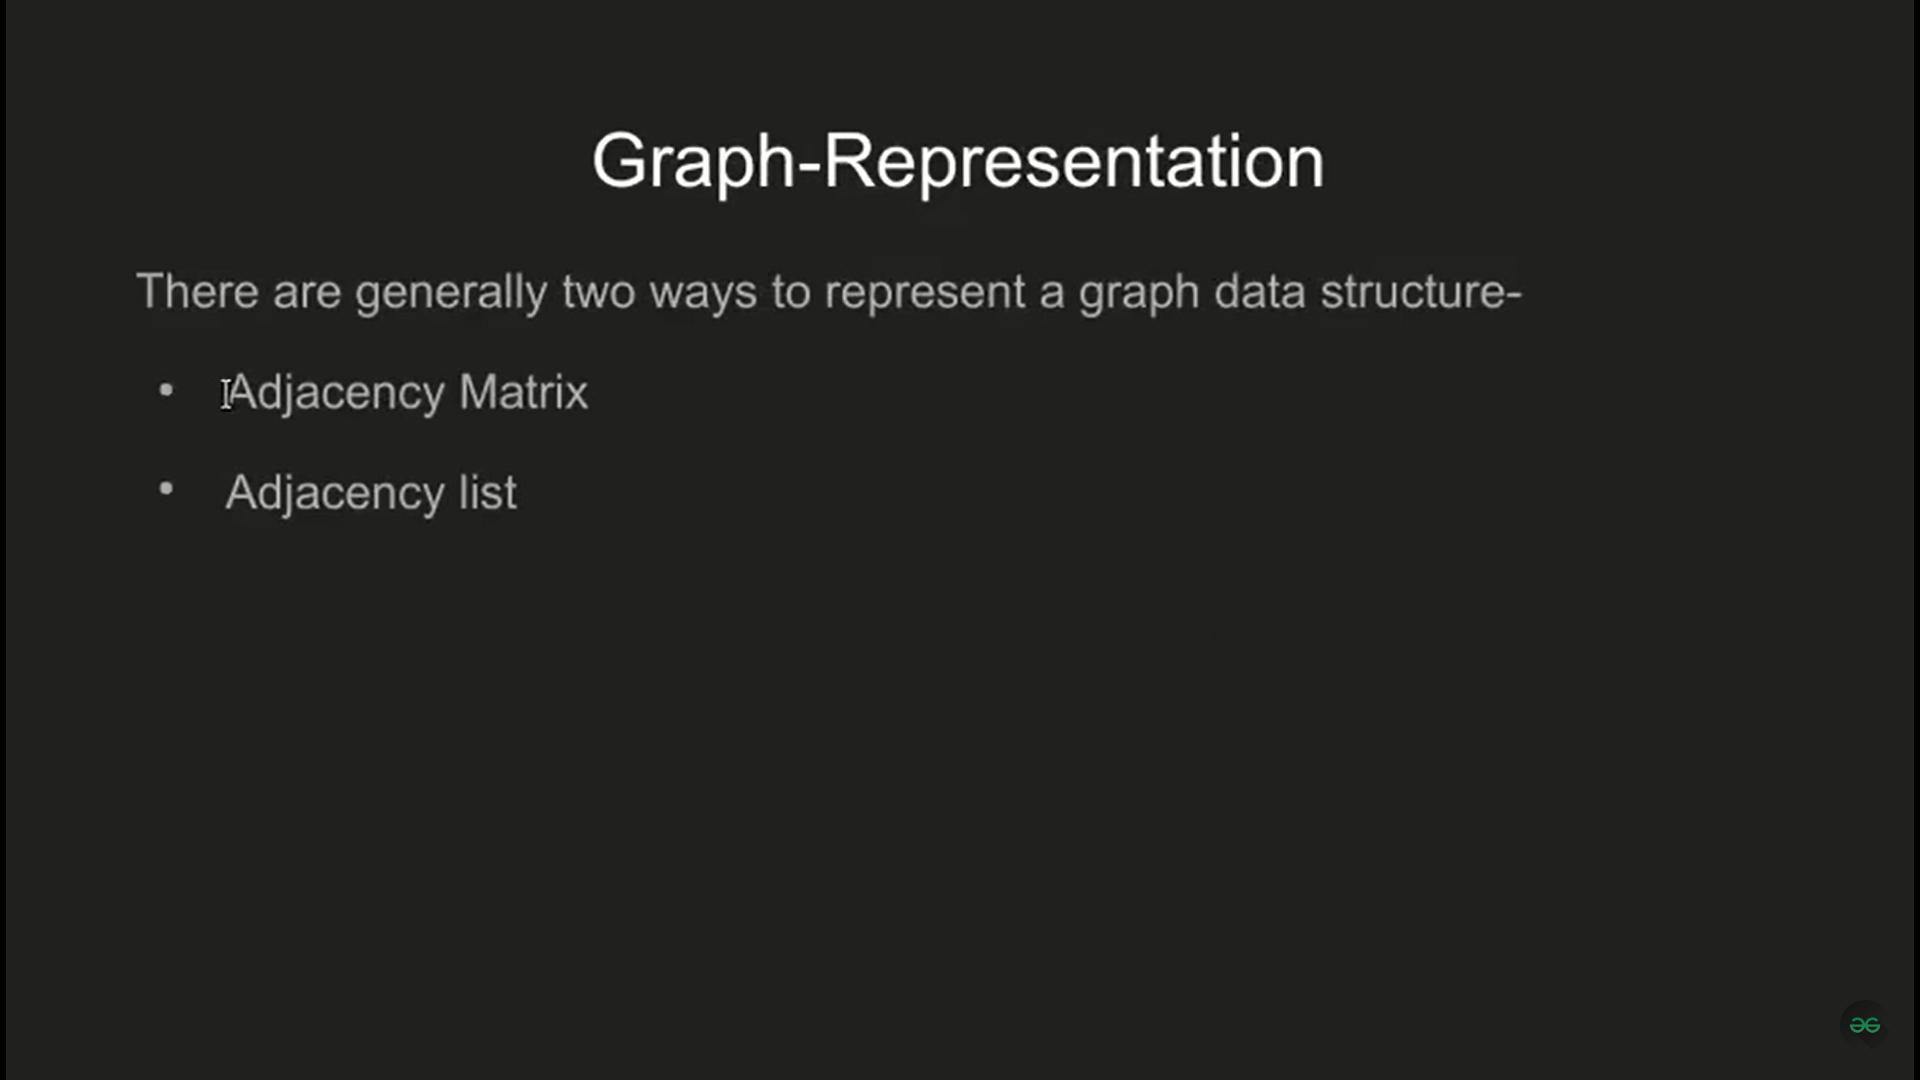 Graph-Representation
There are generally two ways to represent a graph data structure-
• Adjacency Matrix
• Adjacency list